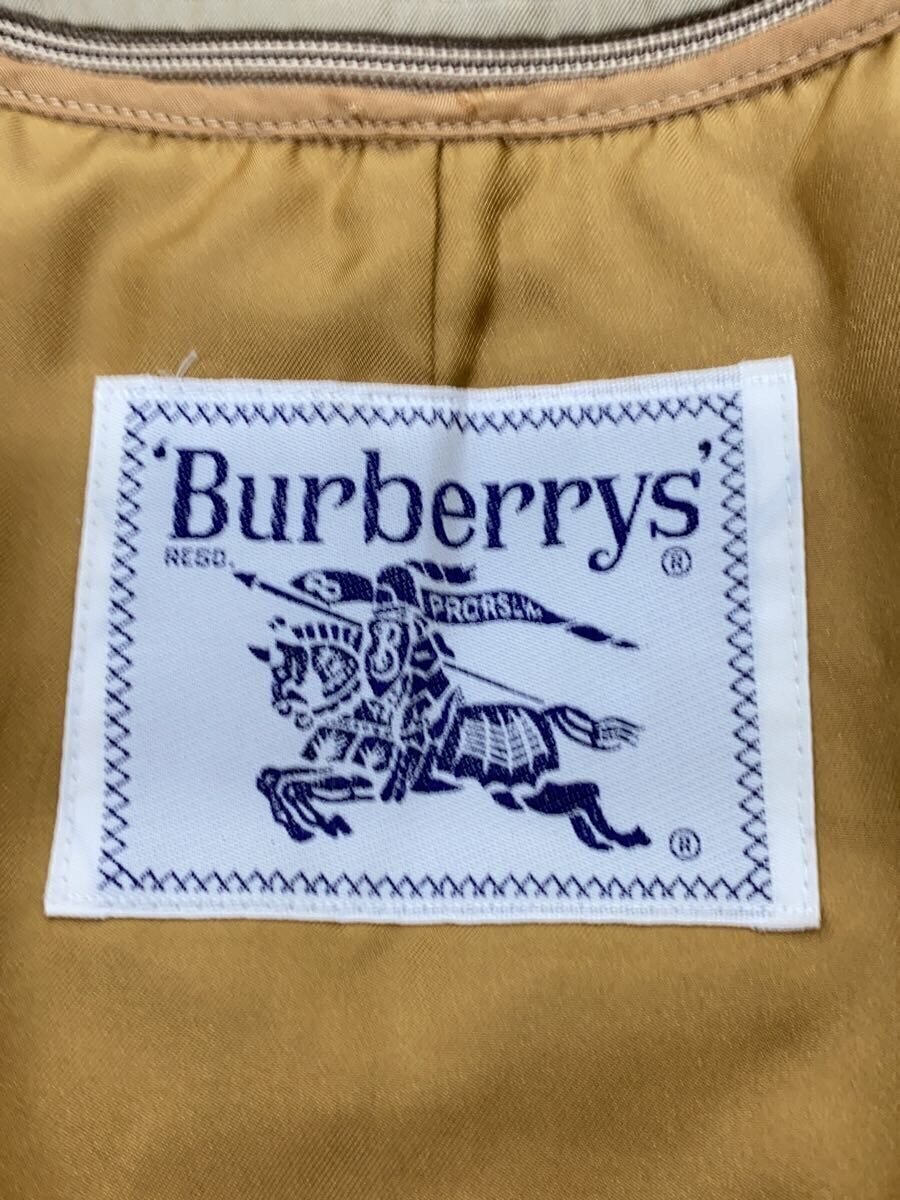 'Burberrys'
REGD. ®
PRORSUM
®